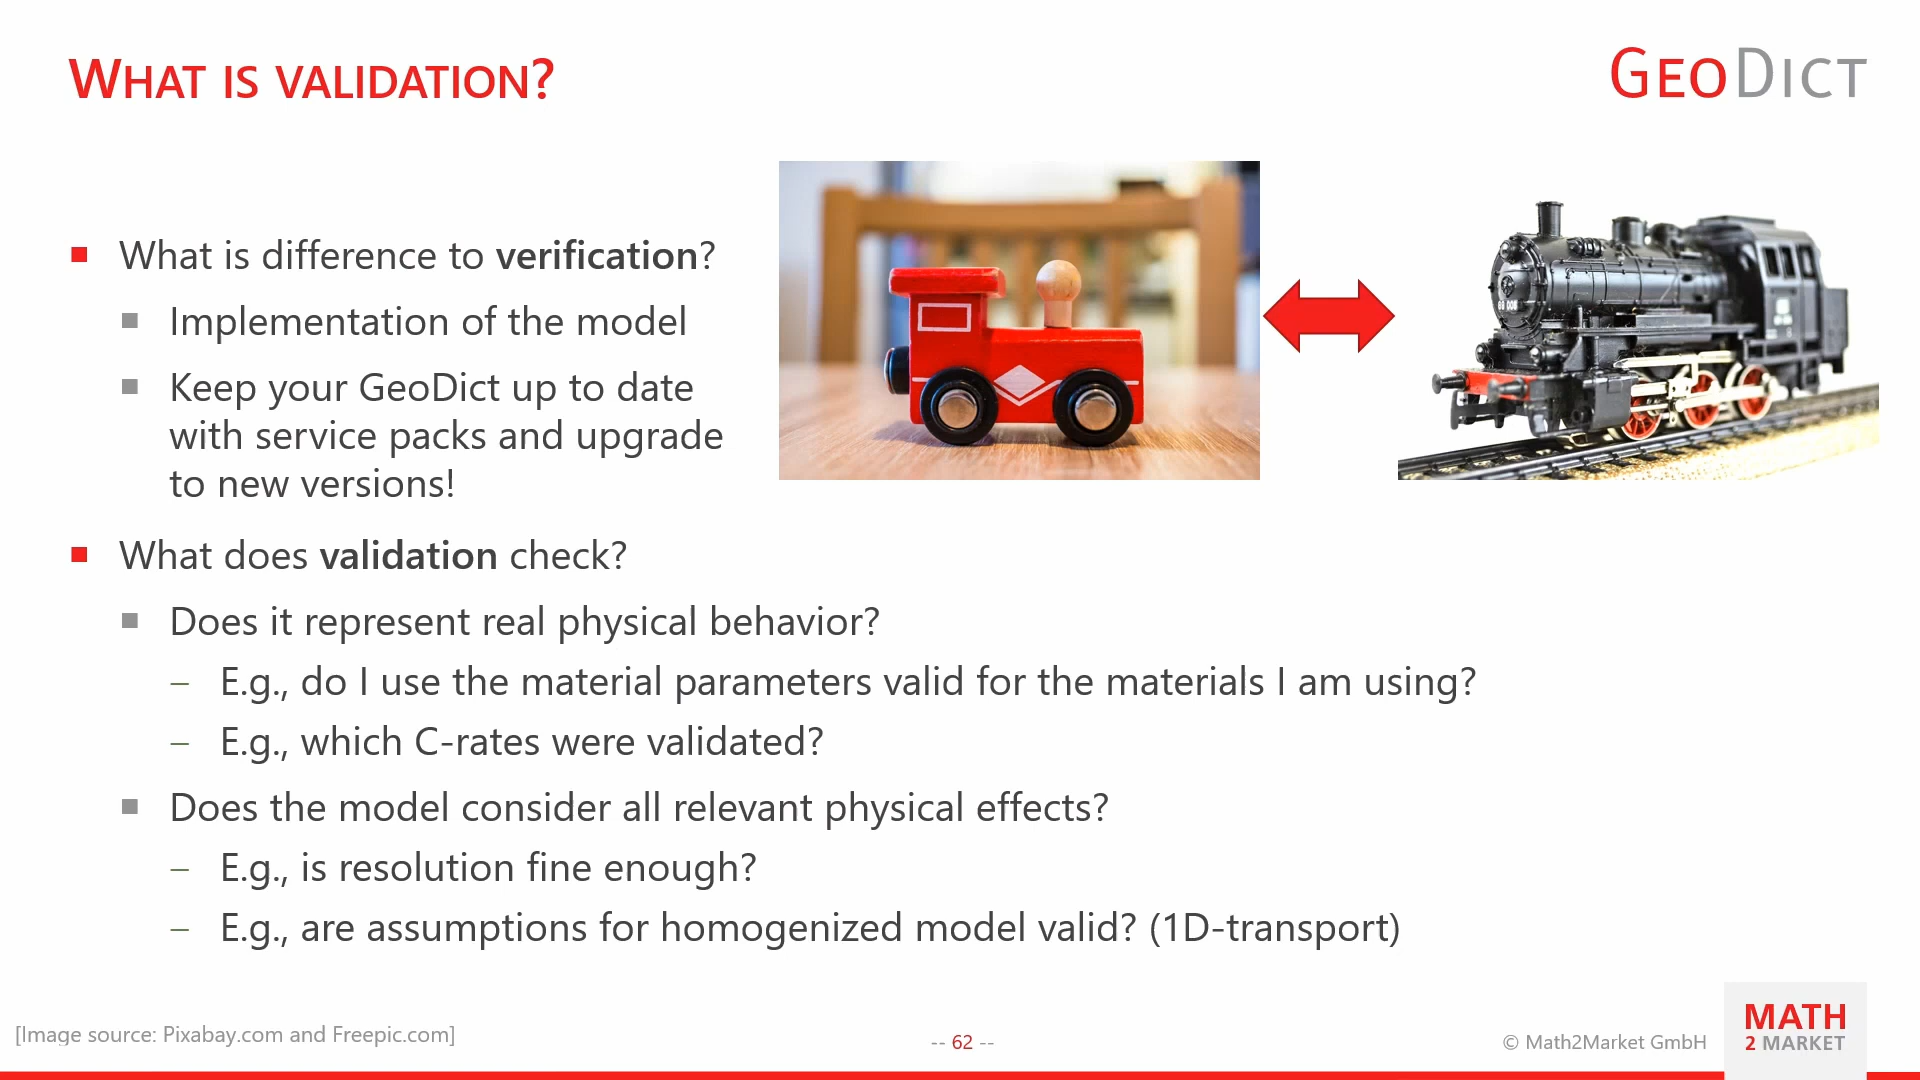 WHAT IS VALIDATION?
GEODICT
What is difference to verification?
Implementation of the model
Keep your GeoDict up to date
with service packs and upgrade
to new versions!
What does validation check?
Does it represent real physical behavior?
– E.g., do I use the material parameters valid for the materials I am using?
– E.g., which C-rates were validated?
Does the model consider all relevant physical effects?
– E.g., is resolution fine enough?
– E.g., are assumptions for homogenized model valid? (1D-transport)
[Image source: Pixabay.com and Freepic.com]
-- 62 --
© Math2Market GmbH
MATH
2 MARKET